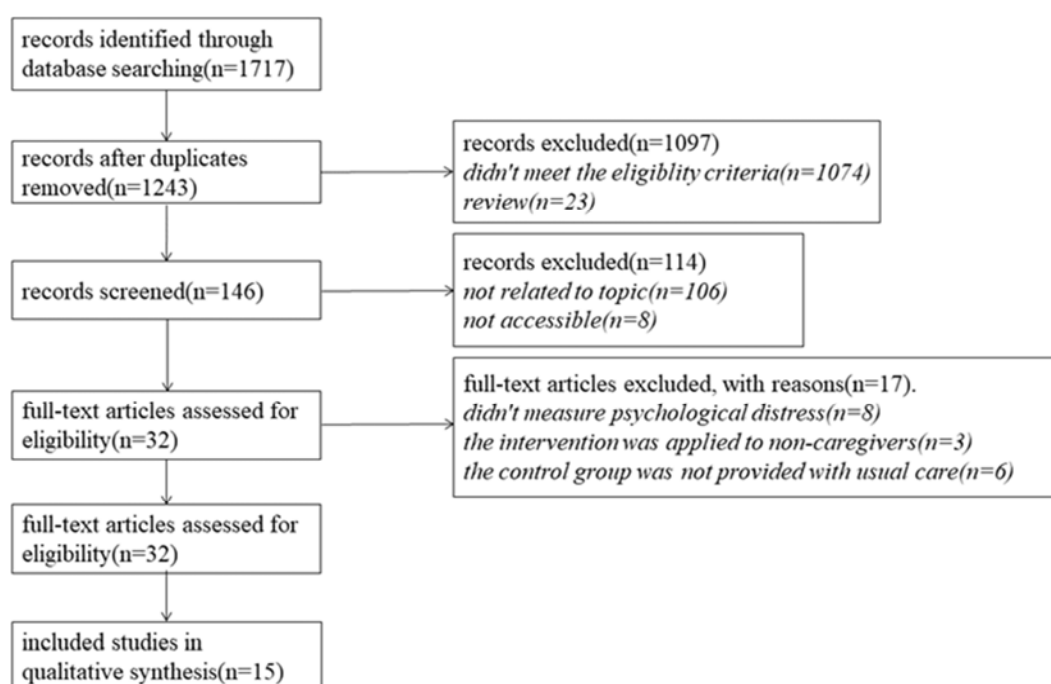 records identified through
database searching(n=1717)
records after duplicates
removed(n=1243)
records excluded(n=1097)
didn't meet the eligiblity criteria(n=1074)
review(n=23)
records screened(n=146)
records excluded(n=114)
not related to topic(n=106)
not accessible(n=8)
full-text articles assessed for
eligibility(n=32)
full-text articles excluded, with reasons(n=17).
didn't measure psychological distress(n=8)
the intervention was applied to non-caregivers(n=3)
the control group was not provided with usual care(n=6)
full-text articles assessed for
eligibility(n=32)
included studies in
qualitative synthesis(n=15)